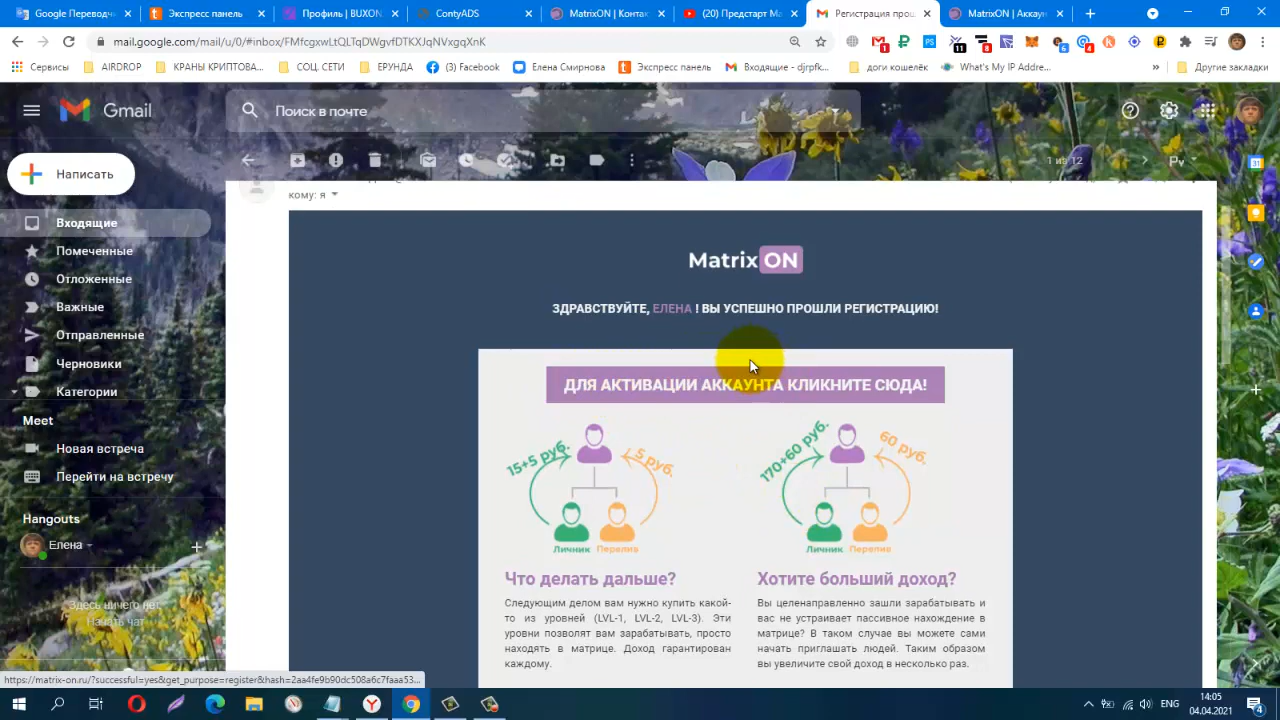 Google Переводч
Экспресс панель
Профиль | BUXON
ContyADS
MatrixON | Контак
(20) Предстарт Ма
Регистрация прош
MatrixON | Аккаун
mail.google.com/mail/u/0/#inbox/FMfcgxwLtQLTqDWgvfDTKXJqNVxgqXnK
Сервисы
AIRDROP
КРАНЫ КРИПТОВА...
СОЦ. СЕТИ
ЕРУНДА
(3) Facebook
Елена Смирнова
Экспресс панель
Входящие - djrpfk...
доги кошелёк
What's My IP Addre...
»
Другие закладки
Gmail
Поиск в почте
Написать
1 из 12
Входящие
Помеченные
Отложенные
Важные
Отправленные
Черновики
Категории
Meet
Новая встреча
Перейти на встречу
Hangouts
Елена
Здесь ничего нет.
Начать чат
кому: я
MatrixON
ЗДРАВСТВУЙТЕ, ЕЛЕНА ! ВЫ УСПЕШНО ПРОШЛИ РЕГИСТРАЦИЮ!
ДЛЯ АКТИВАЦИИ АККАУНТА КЛИКНИТЕ СЮДА!
15+5 руб.
5 руб.
170+60 руб.
60 руб.
Личник
Перелив
Личник
Перелив
Что делать дальше?
Следующим делом вам нужно купить какой-
то из уровней (LVL-1, LVL-2, LVL-3). Эти
уровни позволят вам зарабатывать, просто
находять в матрице. Доход гарантирован
каждому.
Хотите больший доход?
Вы целенаправленно зашли зарабатывать и
вас не устраивает пассивное нахождение в
матрице? В таком случае вы можете сами
начать приглашать людей. Таким образом
вы увеличите свой доход в несколько раз.
https://matrix-on.ru/?successful=yes&get_purpose=register&hash=2aa4fe9b90dc508a6c7faaa53...
ENG
14:05
04.04.2021